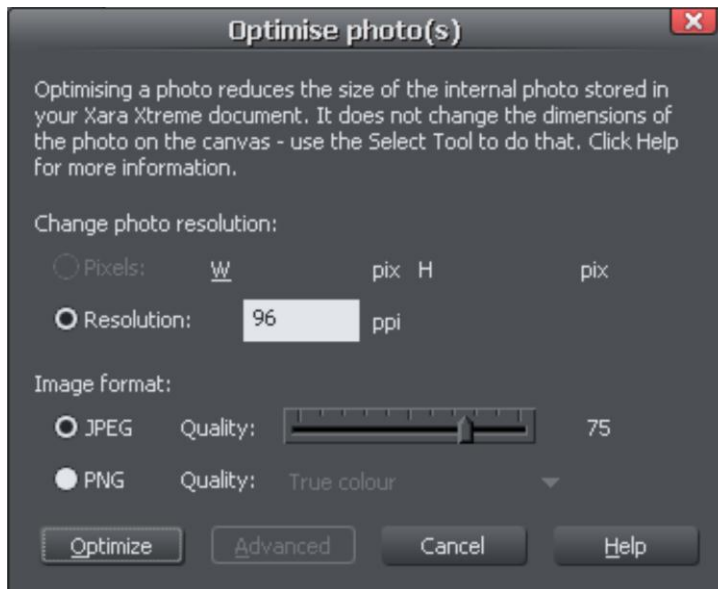 Optimise photo(s)
Optimising a photo reduces the size of the internal photo stored in
your Xara Xtreme document. It does not change the dimensions of
the photo on the canvas - use the Select Tool to do that. Click Help
for more information.
Change photo resolution:
Pixels: W pix H pix
Resolution: 96 ppi
Image format:
JPEG Quality: 75
PNG Quality: True colour
Optimize Advanced Cancel Help